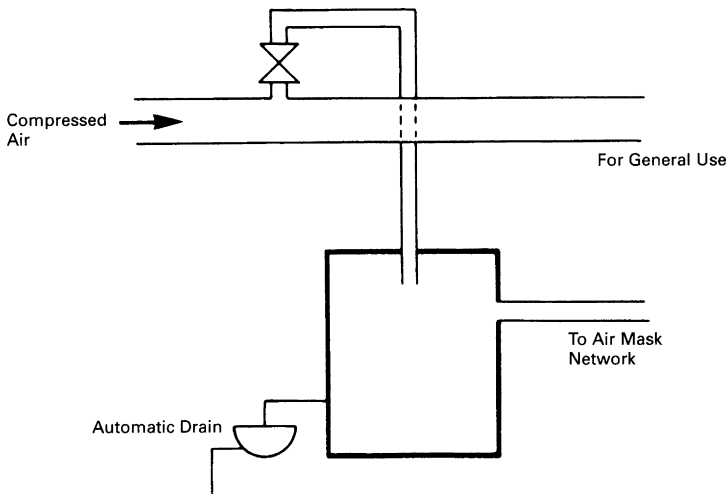 Compressed
Air
For General Use
To Air Mask
Network
Automatic Drain